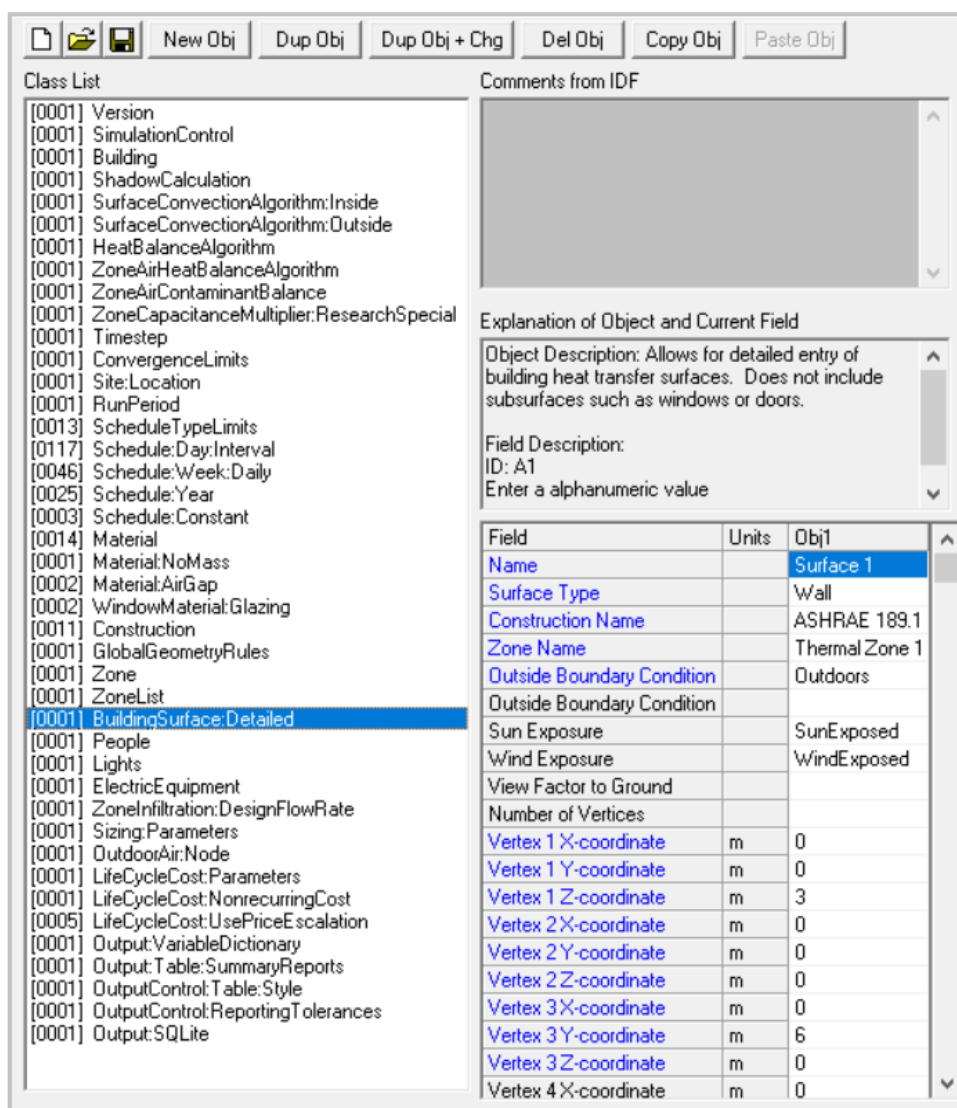 New Obj Dup Obj Dup Obj + Chg Del Obj Copy Obj Paste Obj
Class List
[0001] Version
[0001] SimulationControl
[0001] Building
[0001] ShadowCalculation
[0001] SurfaceConvectionAlgorithm:Inside
[0001] SurfaceConvectionAlgorithm:Outside
[0001] HeatBalanceAlgorithm
[0001] ZoneAirHeatBalanceAlgorithm
[0001] ZoneAirContaminantBalance
[0001] ZoneCapacitanceMultiplier:ResearchSpecial
[0001] Timestep
[0001] ConvergenceLimits
[0001] Site:Location
[0001] RunPeriod
[0013] ScheduleTypeLimits
[0117] Schedule:Day:Interval
[0046] Schedule:Week:Daily
[0025] Schedule:Year
[0003] Schedule:Constant
[0014] Material
[0001] Material:NoMass
[0002] Material:AirGap
[0002] WindowMaterial:Glazing
[0011] Construction
[0001] GlobalGeometryRules
[0001] Zone
[0001] ZoneList
[0001] BuildingSurface:Detailed
[0001] People
[0001] Lights
[0001] ElectricEquipment
[0001] ZoneInfiltration:DesignFlowRate
[0001] Sizing:Parameters
[0001] OutdoorAir:Node
[0001] LifeCycleCost:Parameters
[0001] LifeCycleCost:NonrecurringCost
[0005] LifeCycleCost:UsePriceEscalation
[0001] Output:VariableDictionary
[0001] Output:Table:SummaryReports
[0001] OutputControl:Table:Style
[0001] OutputControl:ReportingTolerances
[0001] Output:SQLite
Comments from IDF
Explanation of Object and Current Field
Object Description: Allows for detailed entry of
building heat transfer surfaces. Does not include
subsurfaces such as windows or doors.
Field Description:
ID: A1
Enter a alphanumeric value
Field Units Obj1
Name Surface 1
Surface Type Wall
Construction Name ASHRAE 189.1
Zone Name Thermal Zone 1
Outside Boundary Condition Outdoors
Outside Boundary Condition
Sun Exposure SunExposed
Wind Exposure WindExposed
View Factor to Ground
Number of Vertices
Vertex 1 X-coordinate m 0
Vertex 1 Y-coordinate m 0
Vertex 1 Z-coordinate m 3
Vertex 2 X-coordinate m 0
Vertex 2 Y-coordinate m 0
Vertex 2 Z-coordinate m 0
Vertex 3 X-coordinate m 0
Vertex 3 Y-coordinate m 6
Vertex 3 Z-coordinate m 0
Vertex 4 X-coordinate m 0